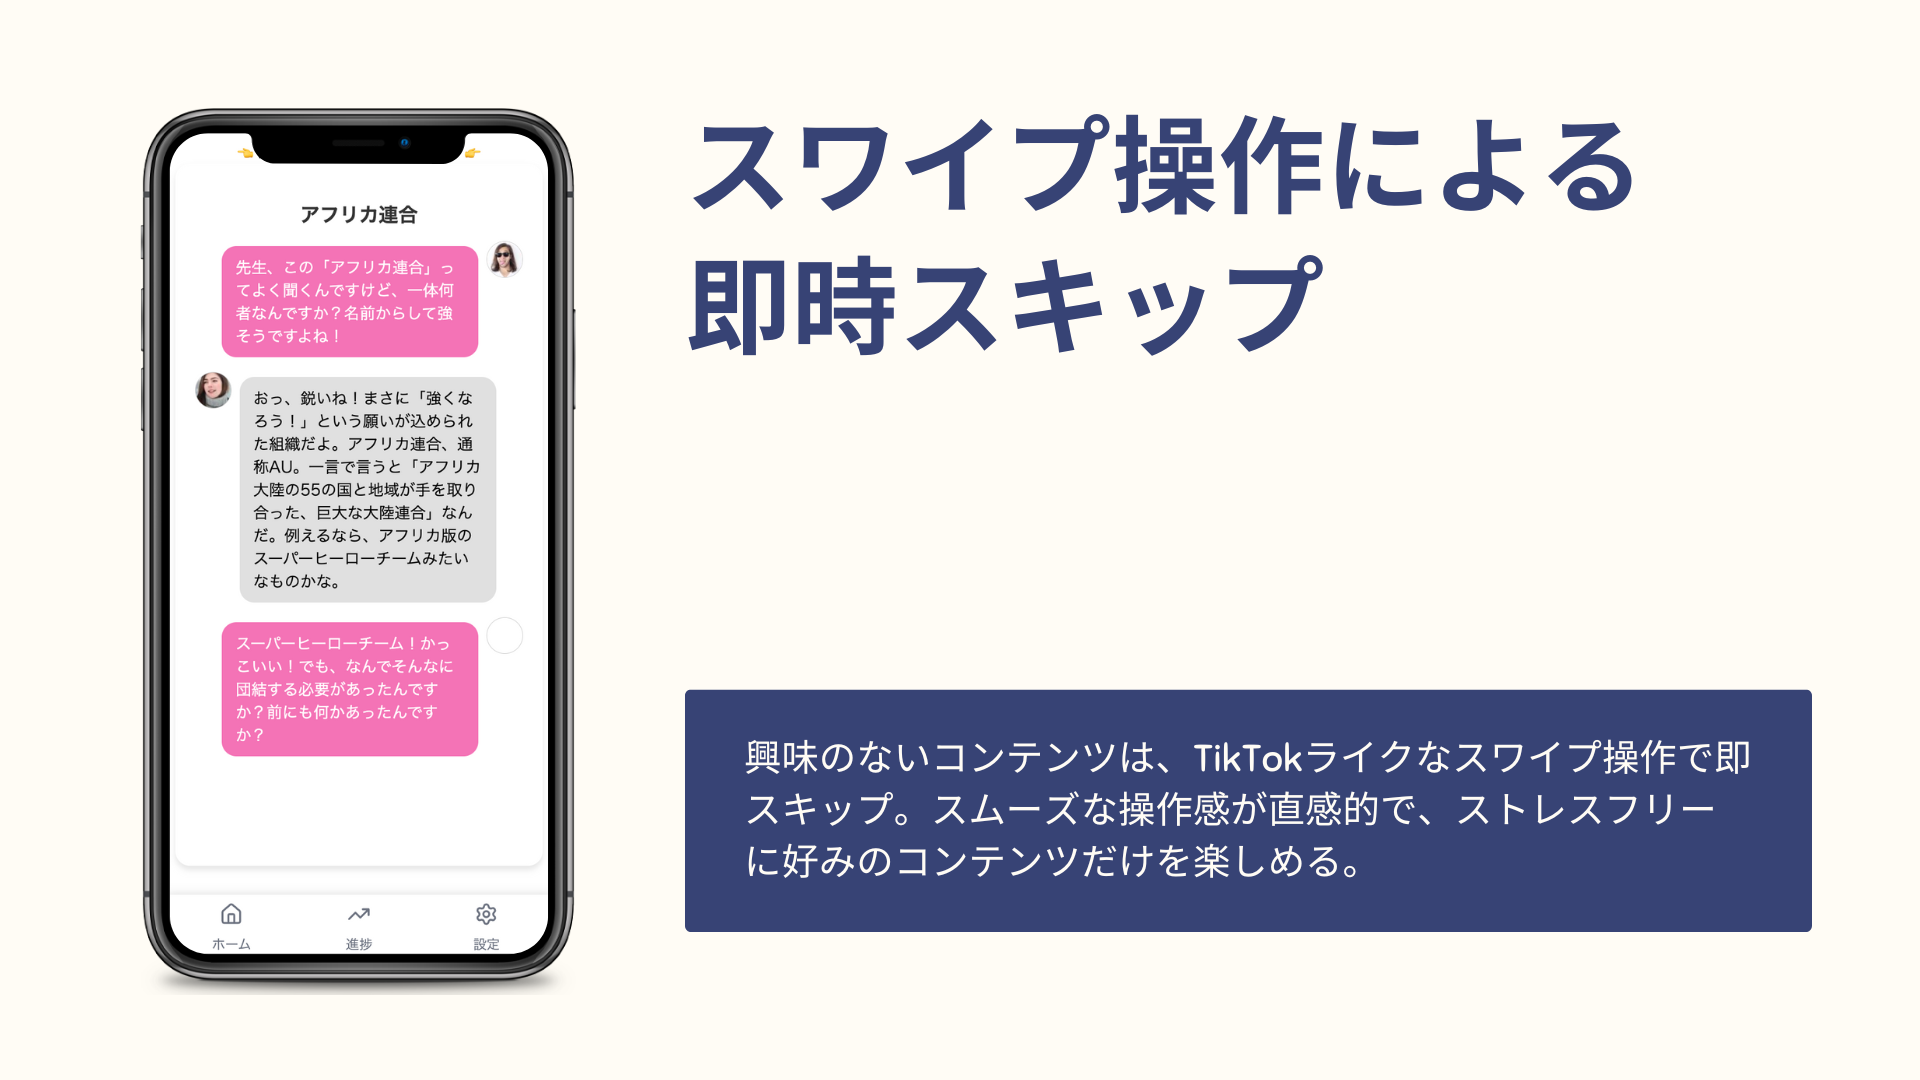 スワイプ操作による
即時スキップ
アフリカ連合
先生、この「アフリカ連合」っ
てよく聞くんですけど、一体何
者なんですか？名前からして強
そうですよね！
おっ、鋭いね！まさに「強くな
ろう！」という願いが込められ
た組織だよ。アフリカ連合、通
称AU。一言で言うと「アフリカ
大陸の55の国と地域が手を取り
合った、巨大な大陸連合」なん
だ。例えるなら、アフリカ版の
スーパーヒーローチームみたい
なものかな。
スーパーヒーローチーム！かっ
こいい！でも、なんでそんなに
団結する必要があったんです
か？前にも何かあったんです
か？
ホーム
進捗
設定
興味のないコンテンツは、TikTokライクなスワイプ操作で即
スキップ。スムーズな操作感が直感的で、ストレスフリー
に好みのコンテンツだけを楽しめる。